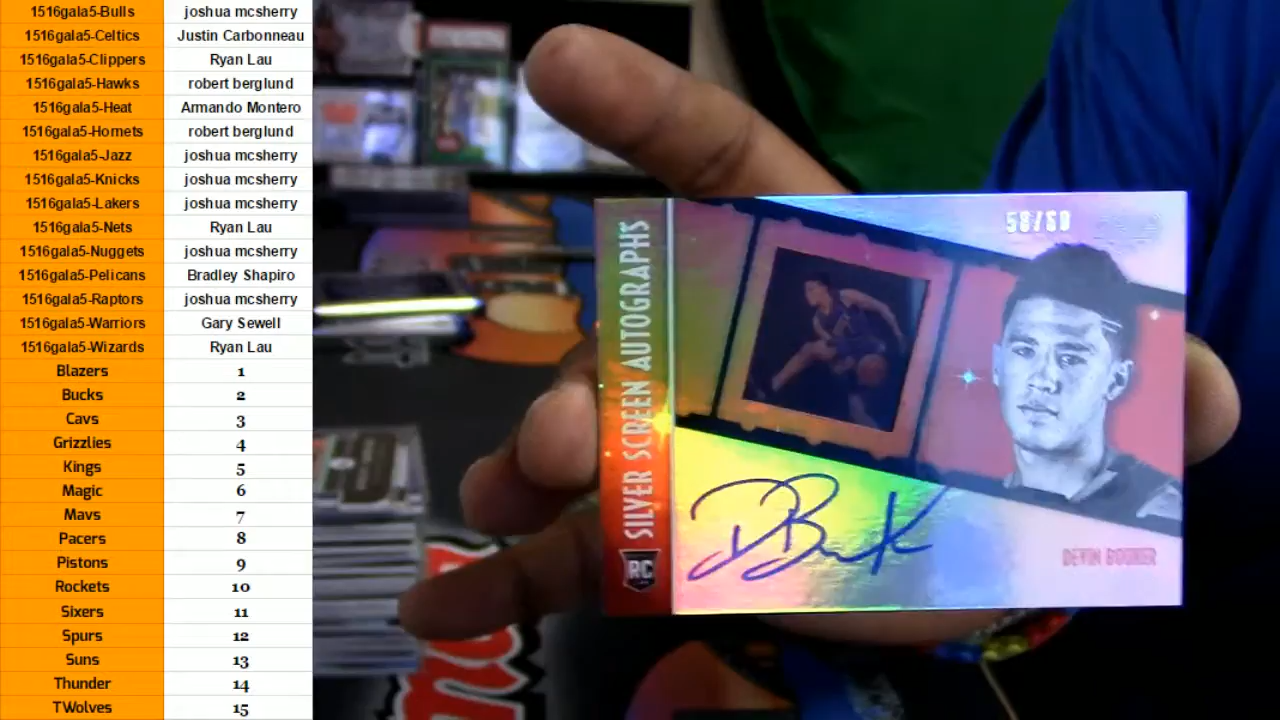 1516gala5-Bulls joshua mcsherry
1516gala5-Celtics Justin Carbonneau
1516gala5-Clippers Ryan Lau
1516gala5-Hawks robert berglund
1516gala5-Heat Armando Montero
1516gala5-Hornets robert berglund
1516gala5-Jazz joshua mcsherry
1516gala5-Knicks joshua mcsherry
1516gala5-Lakers joshua mcsherry
1516gala5-Nets Ryan Lau
1516gala5-Nuggets joshua mcsherry
1516gala5-Pelicans Bradley Shapiro
1516gala5-Raptors joshua mcsherry
1516gala5-Warriors Gary Sewell
1516gala5-Wizards Ryan Lau
Blazers 1
Bucks 2
Cavs 3
Grizzlies 4
Kings 5
Magic 6
Mavs 7
Pacers 8
Pistons 9
Rockets 10
Sixers 11
Spurs 12
Suns 13
Thunder 14
TWolves 15
58/60
SILVER SCREEN AUTOGRAPHS
RC
DEVIN BOOKER